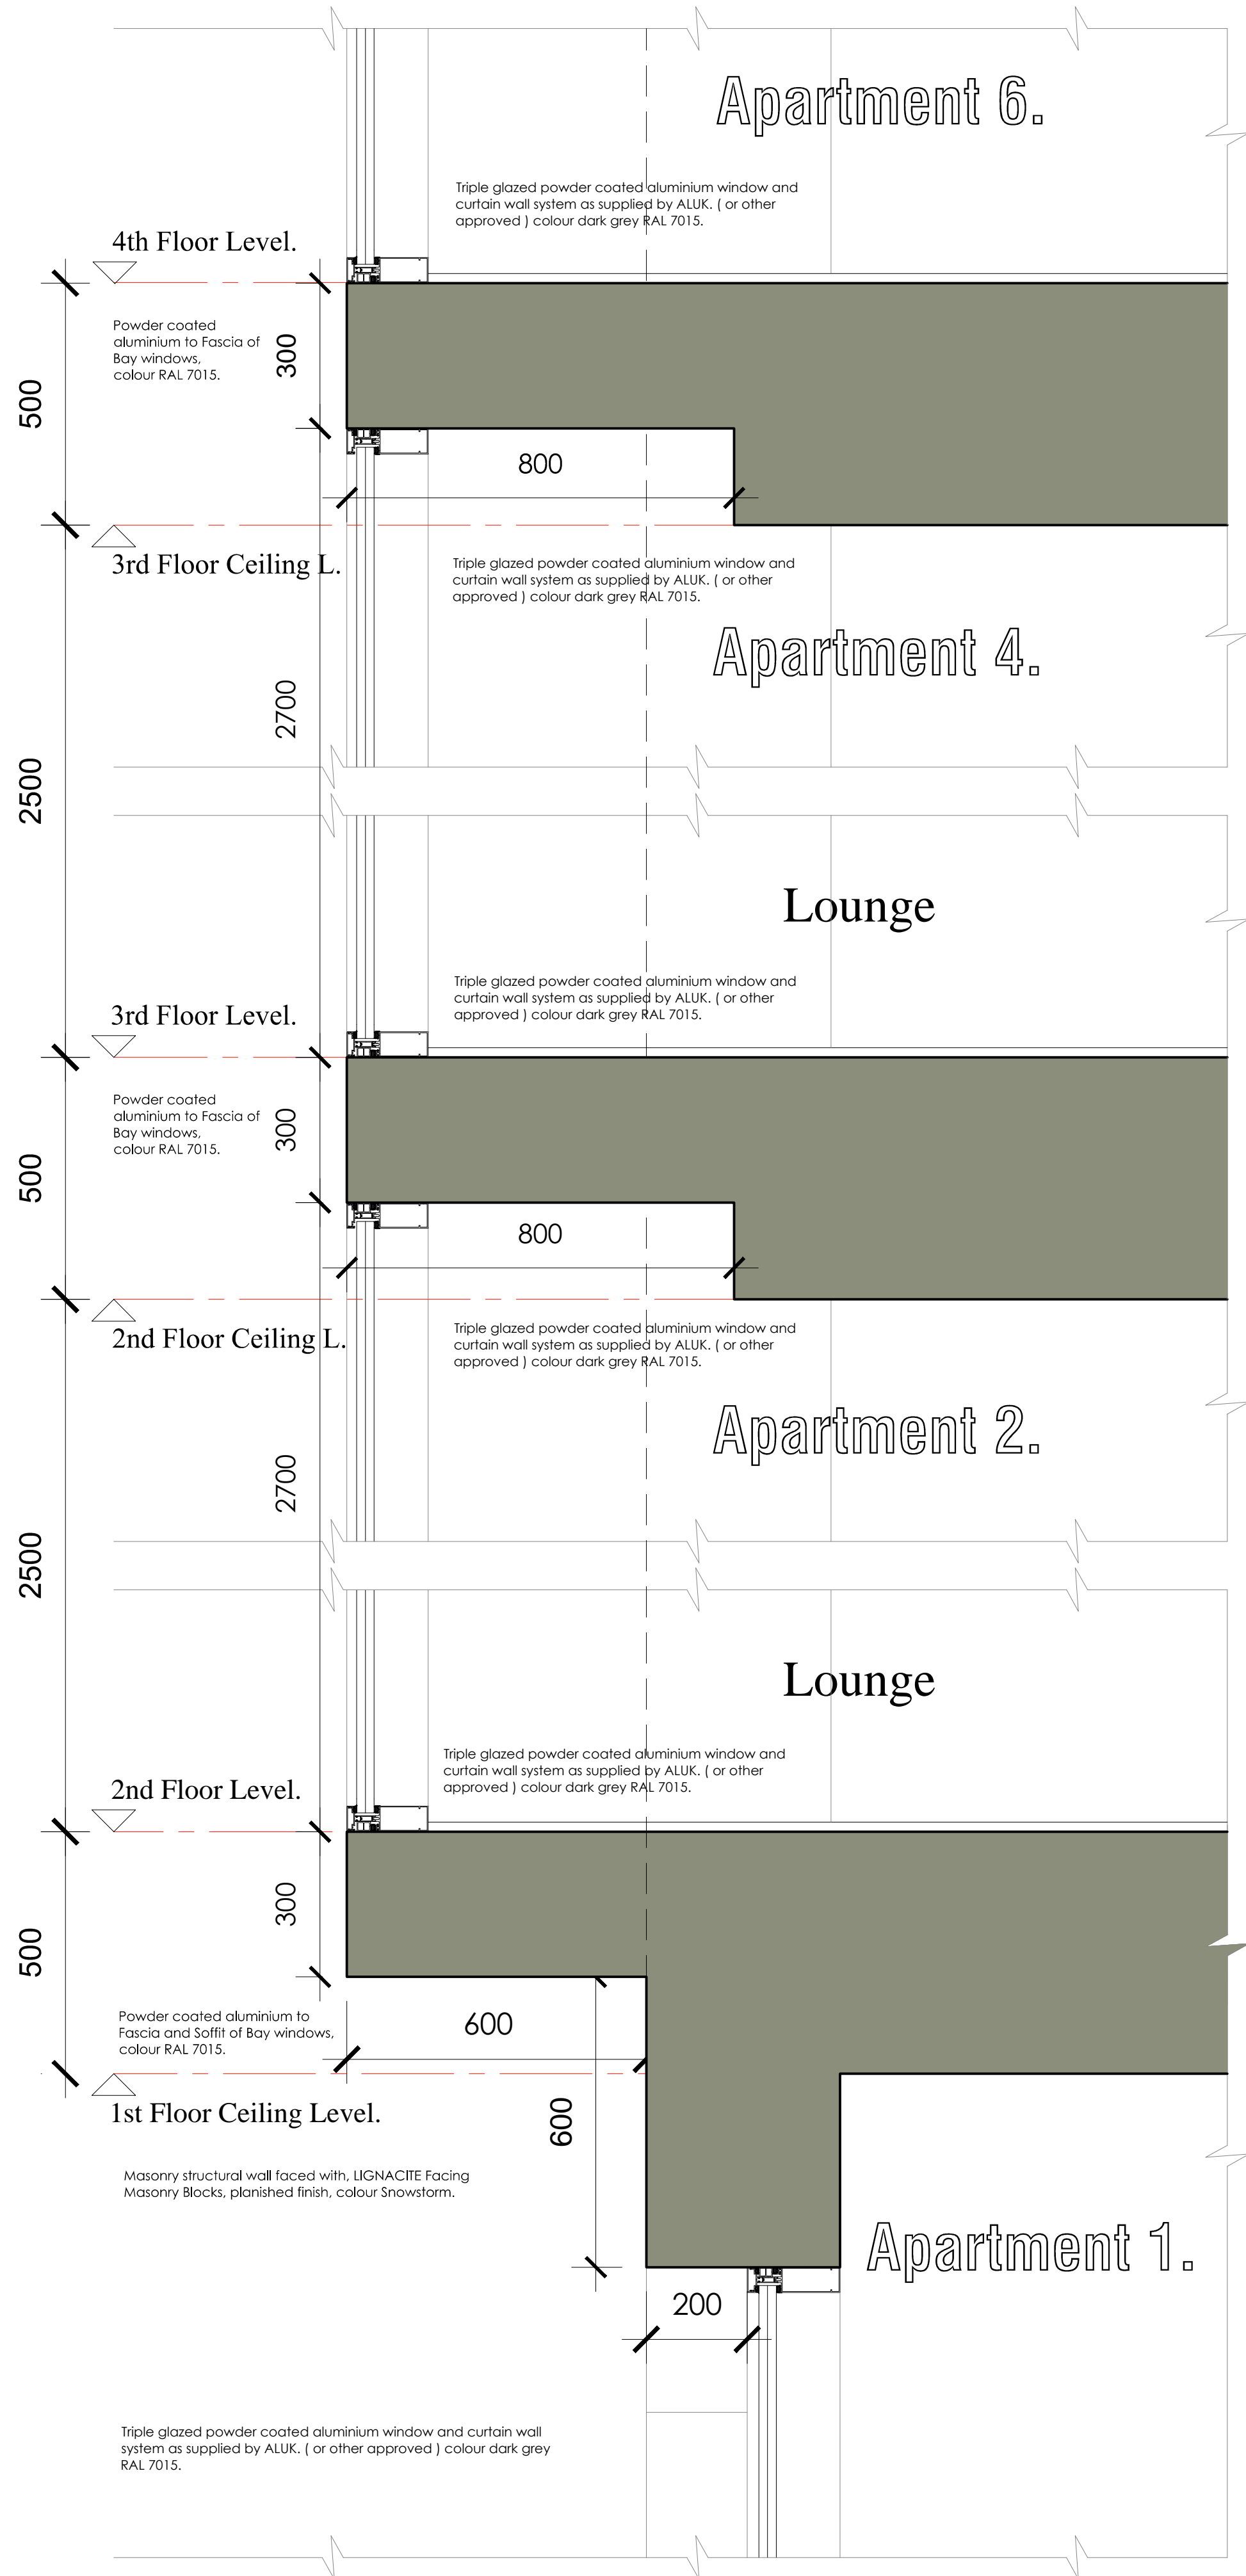 Apartment 6.
Triple glazed powder coated aluminium window and
curtain wall system as supplied by ALUK. ( or other
approved ) colour dark grey RAL 7015.
4th Floor Level.
Powder coated
aluminium to Fascia of
Bay windows,
colour RAL 7015.
300
500
800
3rd Floor Ceiling L.
Triple glazed powder coated aluminium window and
curtain wall system as supplied by ALUK. ( or other
approved ) colour dark grey RAL 7015.
Apartment 4.
2700
2500
Lounge
Triple glazed powder coated aluminium window and
curtain wall system as supplied by ALUK. ( or other
approved ) colour dark grey RAL 7015.
3rd Floor Level.
Powder coated
aluminium to Fascia of
Bay windows,
colour RAL 7015.
300
500
800
2nd Floor Ceiling L.
Triple glazed powder coated aluminium window and
curtain wall system as supplied by ALUK. ( or other
approved ) colour dark grey RAL 7015.
Apartment 2.
2700
2500
Lounge
Triple glazed powder coated aluminium window and
curtain wall system as supplied by ALUK. ( or other
approved ) colour dark grey RAL 7015.
2nd Floor Level.
300
500
Powder coated aluminium to
Fascia and Soffit of Bay windows,
colour RAL 7015.
600
1st Floor Ceiling Level.
600
Masonry structural wall faced with, LIGNACITE Facing
Masonry Blocks, planished finish, colour Snowstorm.
Apartment 1.
200
Triple glazed powder coated aluminium window and curtain wall
system as supplied by ALUK. ( or other approved ) colour dark grey
RAL 7015.